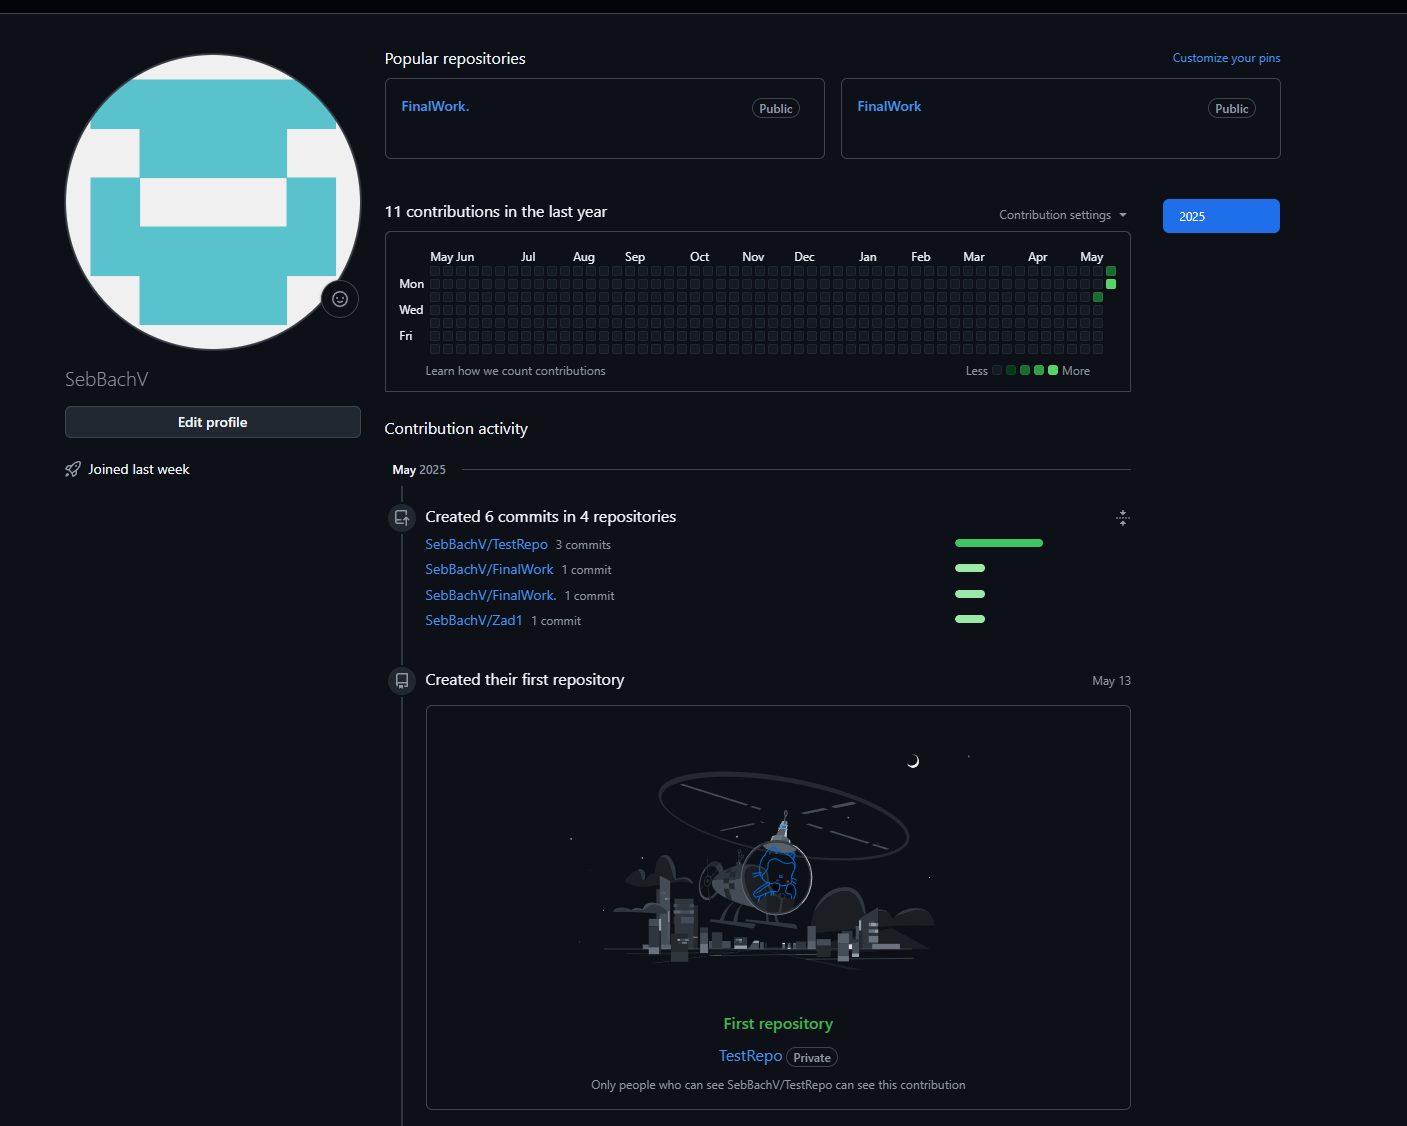 Popular repositories
Customize your pins
FinalWork.
Public
FinalWork
Public
11 contributions in the last year
Contribution settings
2025
May Jun Jul Aug Sep Oct Nov Dec Jan Feb Mar Apr May
Mon
Wed
Fri
Learn how we count contributions
Less
More
SebBachV
Edit profile
Joined last week
Contribution activity
May 2025
Created 6 commits in 4 repositories
SebBachV/TestRepo 3 commits
SebBachV/FinalWork 1 commit
SebBachV/FinalWork. 1 commit
SebBachV/Zad1 1 commit
Created their first repository
May 13
First repository
TestRepo Private
Only people who can see SebBachV/TestRepo can see this contribution